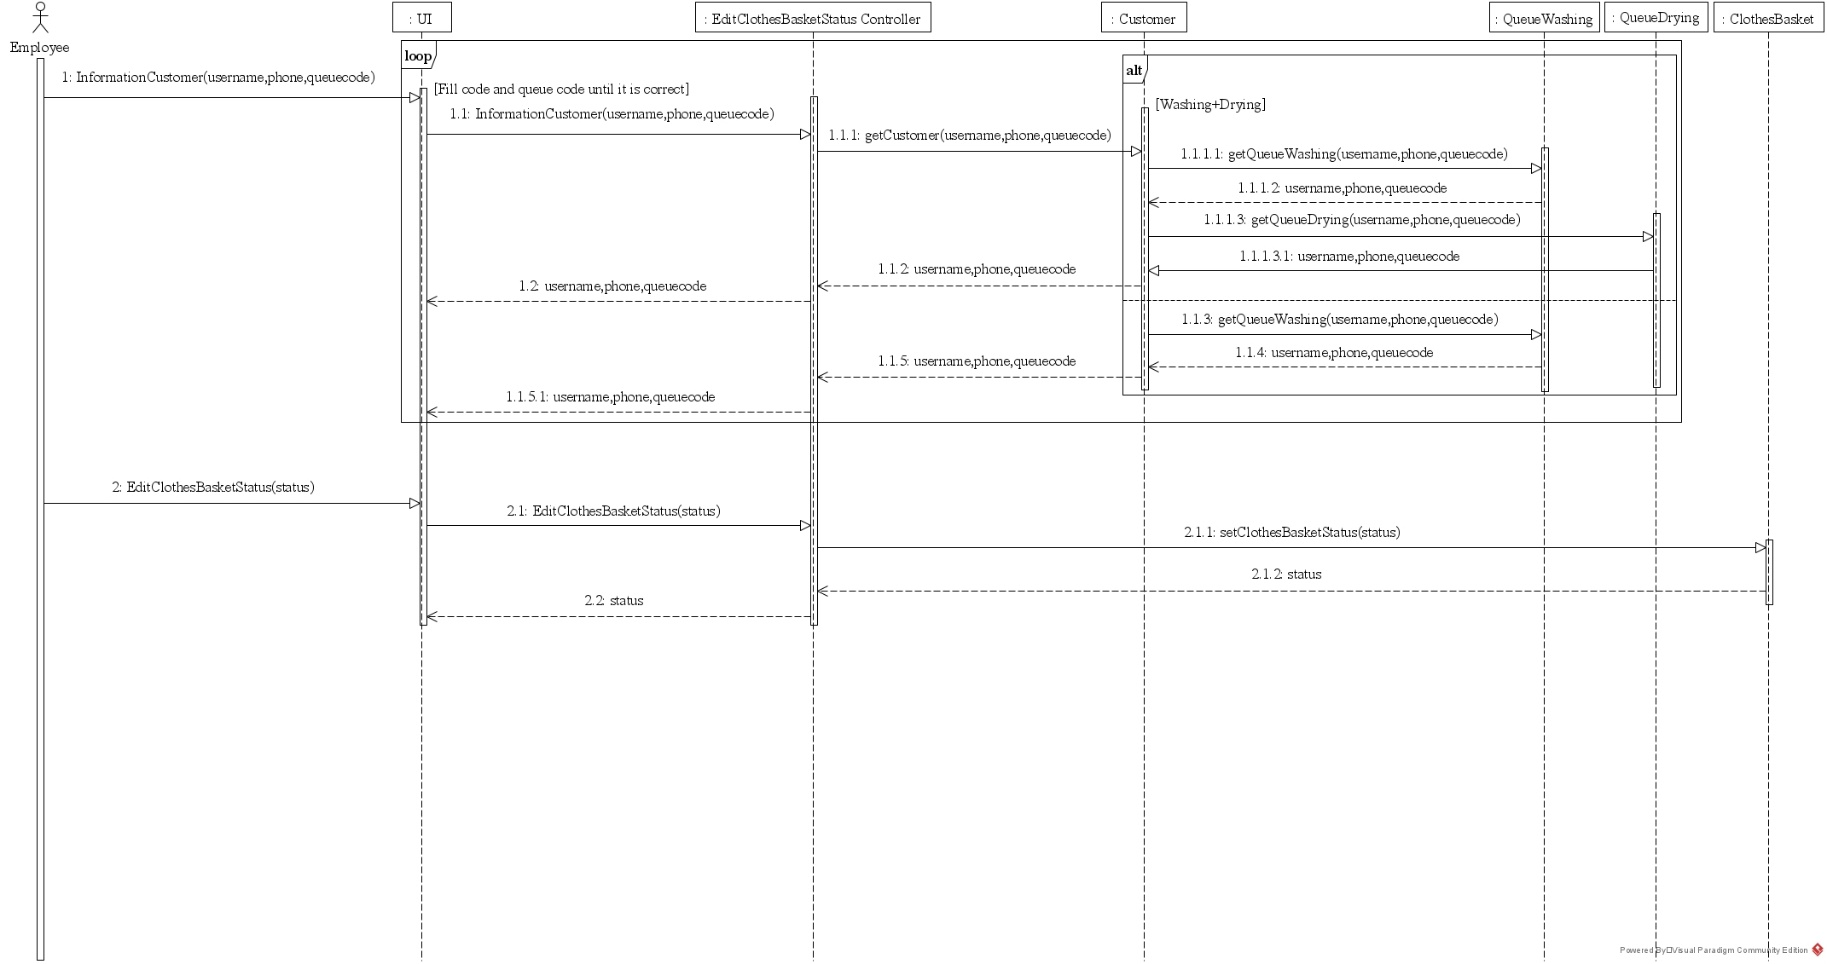 Employee
: UI
: EditClothesBasketStatus Controller
: Customer
: QueueWashing
: QueueDrying
: ClothesBasket
loop
alt
1: InformationCustomer(username,phone,queuecode)
[Fill code and queue code until it is correct]
[Washing+Drying]
1.1: InformationCustomer(username,phone,queuecode)
1.1.1: getCustomer(username,phone,queuecode)
1.1.1.1: getQueueWashing(username,phone,queuecode)
1.1.1.2: username,phone,queuecode
1.1.1.3: getQueueDrying(username,phone,queuecode)
1.1.1.3.1: username,phone,queuecode
1.1.2: username,phone,queuecode
1.2: username,phone,queuecode
1.1.3: getQueueWashing(username,phone,queuecode)
1.1.4: username,phone,queuecode
1.1.5: username,phone,queuecode
1.1.5.1: username,phone,queuecode
2: EditClothesBasketStatus(status)
2.1: EditClothesBasketStatus(status)
2.1.1: setClothesBasketStatus(status)
2.1.2: status
2.2: status
Powered By□Visual Paradigm Community Edition